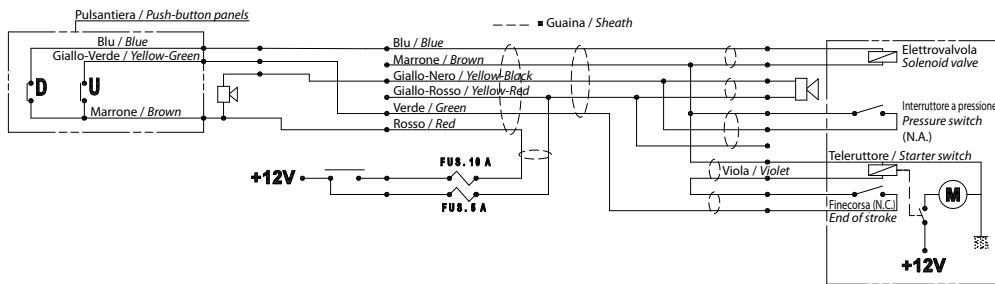 Pulsantiera / Push-button panels
Blu / Blue
Giallo-Verde / Yellow-Green
D
U
Marrone / Brown
Guaina / Sheath
Blu / Blue
Marrone / Brown
Giallo-Nero / Yellow-Black
Giallo-Rosso / Yellow-Red
Verde / Green
Rosso / Red
+12V
FUS. 10 A
FUS. 5 A
Viola / Violet
Elettrovalvola
Solenoid valve
Interruttore a pressione
Pressure switch
(N.A.)
Teleruttore / Starter switch
Finecorsa (N.C.)
End of stroke
M
+12V